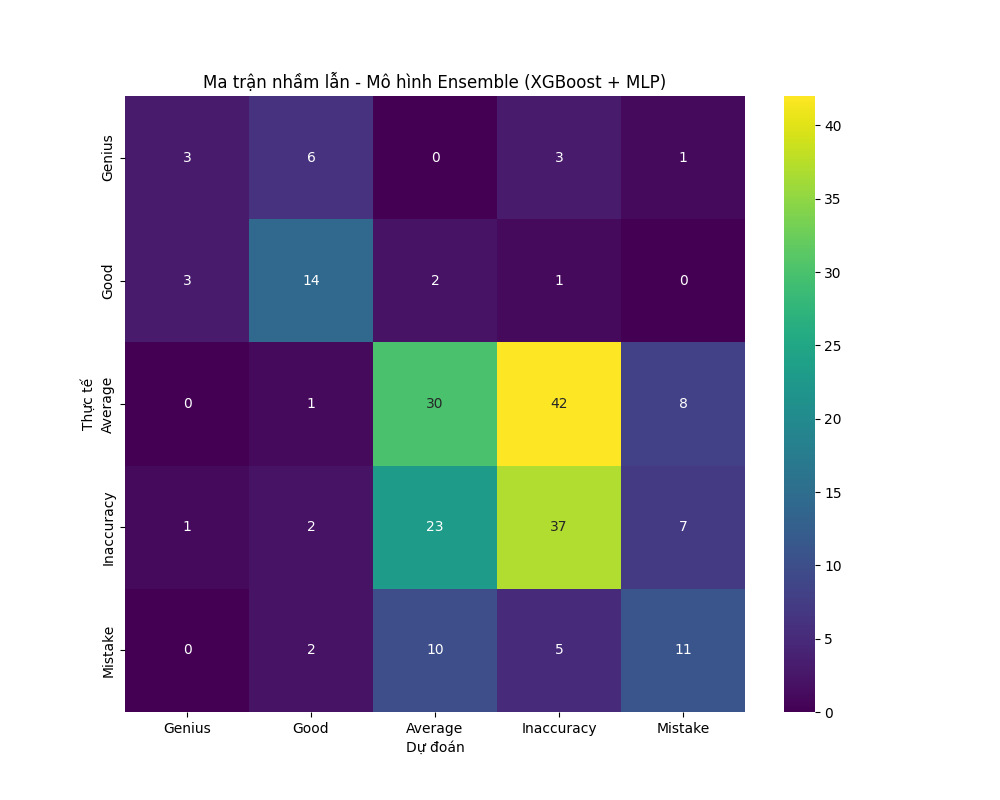 Ma trận nhầm lẫn - Mô hình Ensemble (XGBoost + MLP)
Thực tế
Genius
3 6 0 3 1
Good
3 14 2 1 0
Average
0 1 30 42 8
Inaccuracy
1 2 23 37 7
Mistake
0 2 10 5 11
Genius Good Average Inaccuracy Mistake
Dự đoán
40
35
30
25
20
15
10
5
0